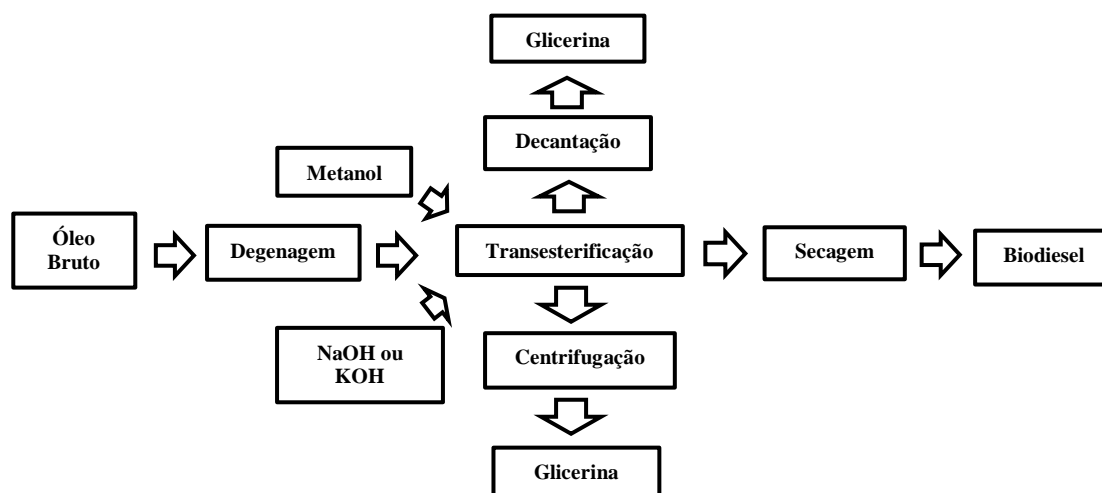 Glicerina
Decantação
Metanol
Óleo
Bruto
Degenagem
Transesterificação
Secagem
Biodiesel
NaOH ou
KOH
Centrifugação
Glicerina